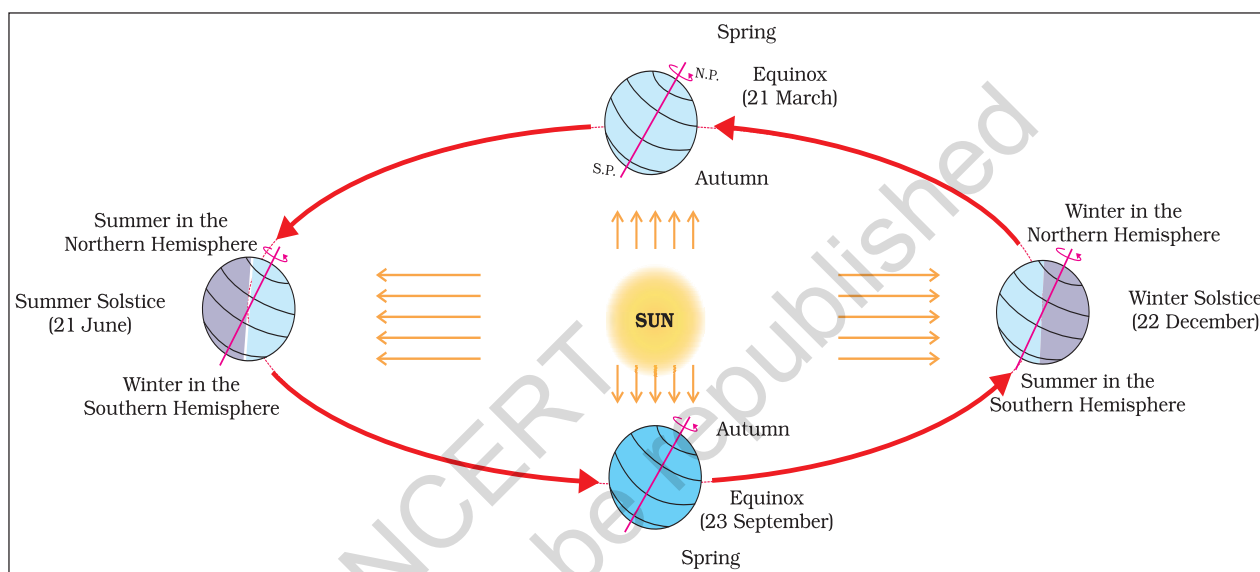 Spring
N.P.
Equinox
(21 March)
S.P.
Autumn
Summer in the
Northern Hemisphere
Winter in the
Northern Hemisphere
Summer Solstice
(21 June)
SUN
Winter Solstice
(22 December)
Winter in the
Southern Hemisphere
Summer in the
Southern Hemisphere
Autumn
Equinox
(23 September)
Spring
NCERT
be republished